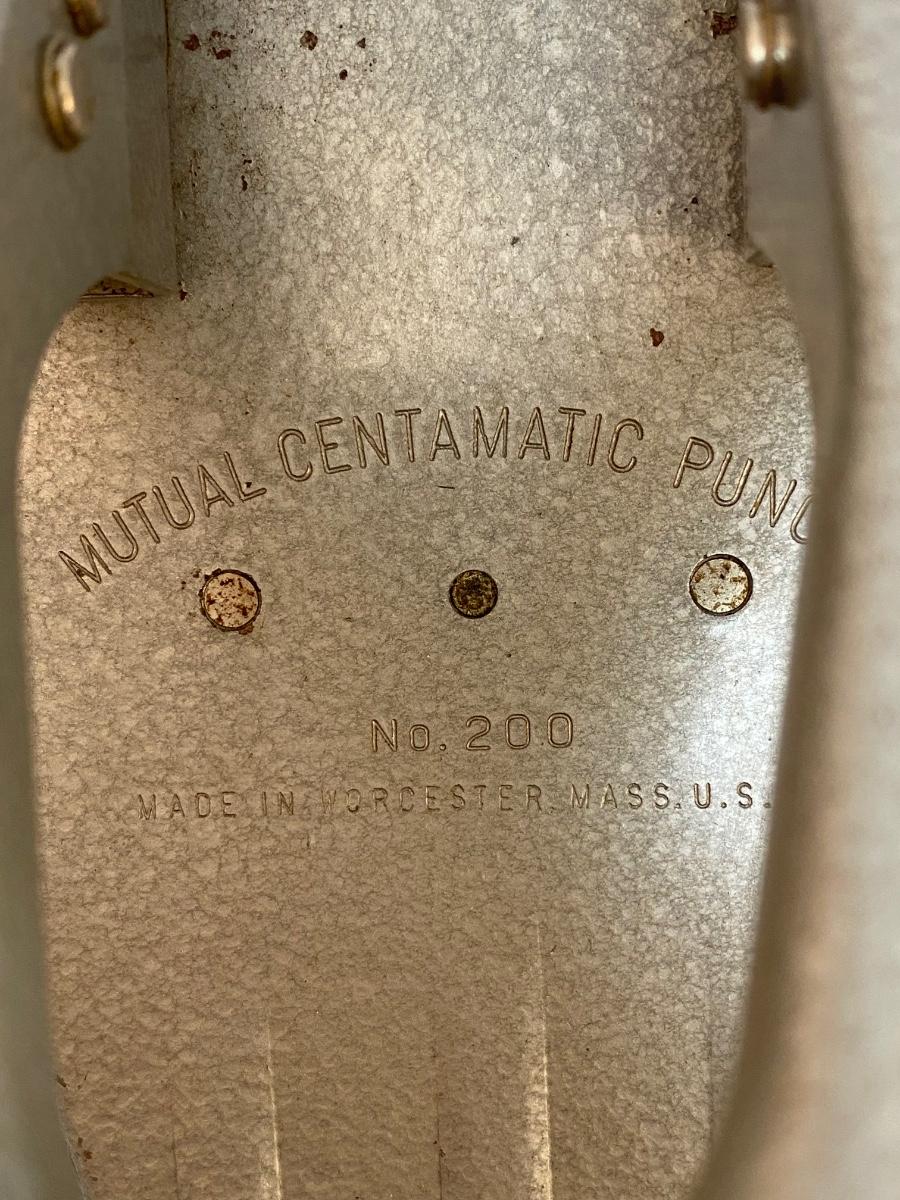 MUTUAL CENTAMATIC PUNC
No. 200
MADE IN WORCESTER, MASS. U.S.